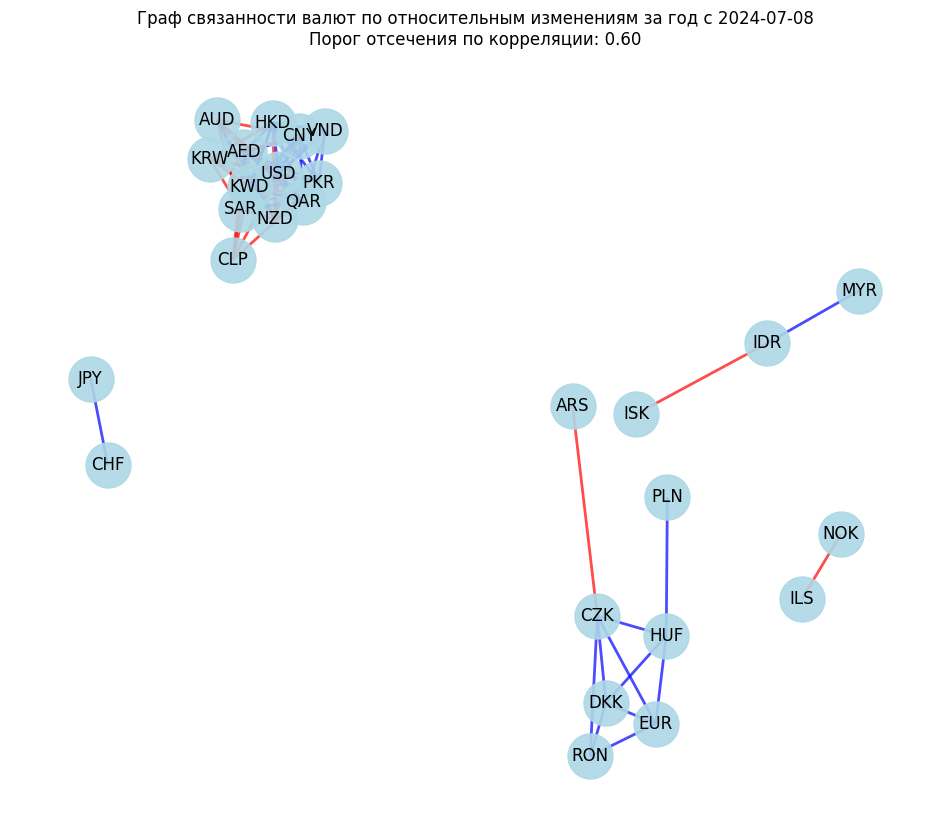 Граф связанности валют по относительным изменениям за год с 2024-07-08
Порог отсечения по корреляции: 0.60
AUD
HKD
CNY
VND
KRW
AED
USD
PKR
KWD
QAR
SAR
NZD
CLP
MYR
IDR
JPY
ARS
ISK
CHF
PLN
NOK
ILS
CZK
HUF
DKK
EUR
RON